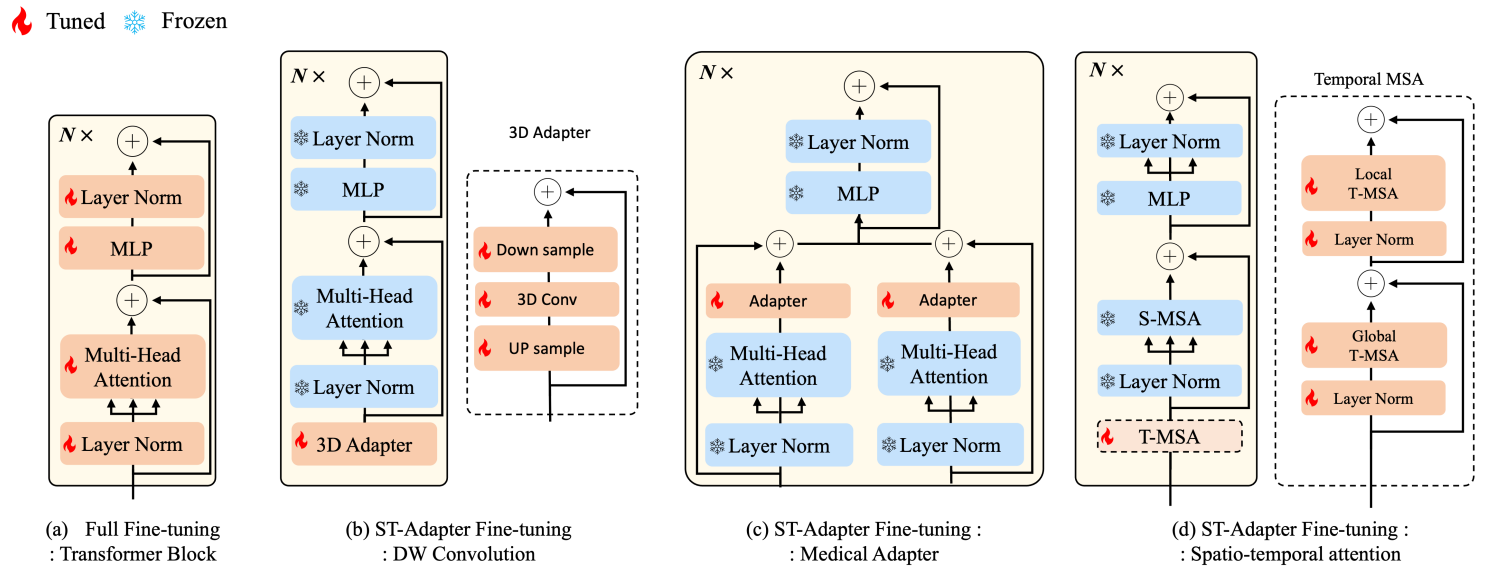 Tuned Frozen
N ×
Layer Norm
MLP
Multi-Head
Attention
Layer Norm
(a) Full Fine-tuning
: Transformer Block
N ×
Layer Norm
MLP
Multi-Head
Attention
Layer Norm
3D Adapter
3D Adapter
Down sample
3D Conv
UP sample
(b) ST-Adapter Fine-tuning
: DW Convolution
N ×
Layer Norm
MLP
Adapter
Adapter
Multi-Head
Attention
Multi-Head
Attention
Layer Norm
Layer Norm
(c) ST-Adapter Fine-tuning :
: Medical Adapter
N ×
Layer Norm
MLP
S-MSA
Layer Norm
T-MSA
Temporal MSA
Local
T-MSA
Layer Norm
Global
T-MSA
Layer Norm
(d) ST-Adapter Fine-tuning :
: Spatio-temporal attention